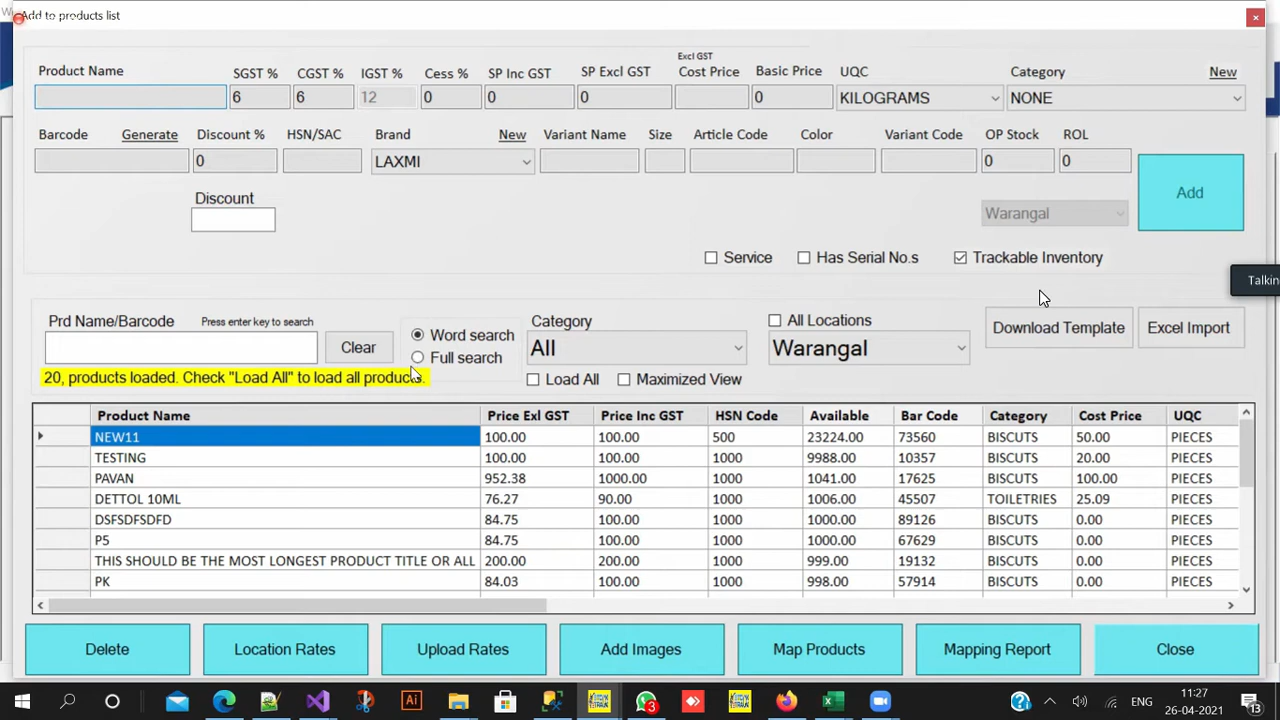 Add to products list
Product Name SGST % CGST % IGST % Cess % SP Inc GST SP Excl GST Excl GST Cost Price Basic Price UQC Category New
6 6 12 0 0 0 0 KILOGRAMS NONE
Barcode Generate Discount % HSN/SAC Brand New Variant Name Size Article Code Color Variant Code OP Stock ROL
0 LAXMI 0 0
Add
Discount
Warangal
Service Has Serial No.s Trackable Inventory
Talkin
Prd Name/Barcode Press enter key to search Word search Category All Locations
Clear Full search All Warangal Download Template Excel Import
20, products loaded. Check "Load All" to load all products. Load All Maximized View
Product Name Price Exl GST Price Inc GST HSN Code Available Bar Code Category Cost Price UQC
NEW11 100.00 100.00 500 23224.00 73560 BISCUTS 50.00 PIECES
TESTING 100.00 100.00 1000 9988.00 10357 BISCUTS 20.00 PIECES
PAVAN 952.38 1000.00 1000 1041.00 17625 BISCUTS 100.00 PIECES
DETTOL 10ML 76.27 90.00 1000 1006.00 45507 TOILETRIES 25.09 PIECES
DSFSDFSDFD 84.75 100.00 1000 1000.00 89126 BISCUTS 0.00 PIECES
P5 84.75 100.00 1000 1000.00 67629 BISCUTS 0.00 PIECES
THIS SHOULD BE THE MOST LONGEST PRODUCT TITLE OR ALL 200.00 200.00 1000 999.00 19132 BISCUTS 0.00 PIECES
PK 84.03 100.00 1000 998.00 57914 BISCUTS 0.00 PIECES
Delete Location Rates Upload Rates Add Images Map Products Mapping Report Close
Ai 3 ENG 11:27
26-04-2021 13